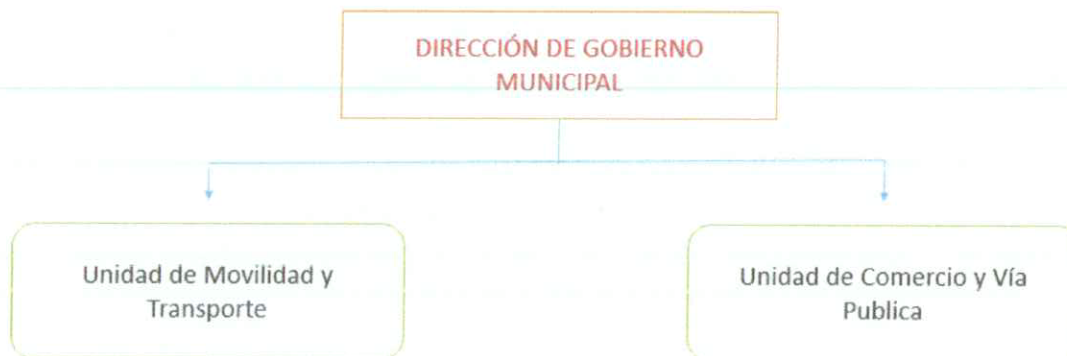 DIRECCIÓN DE GOBIERNO
MUNICIPAL
Unidad de Movilidad y
Transporte
Unidad de Comercio y Vía
Publica